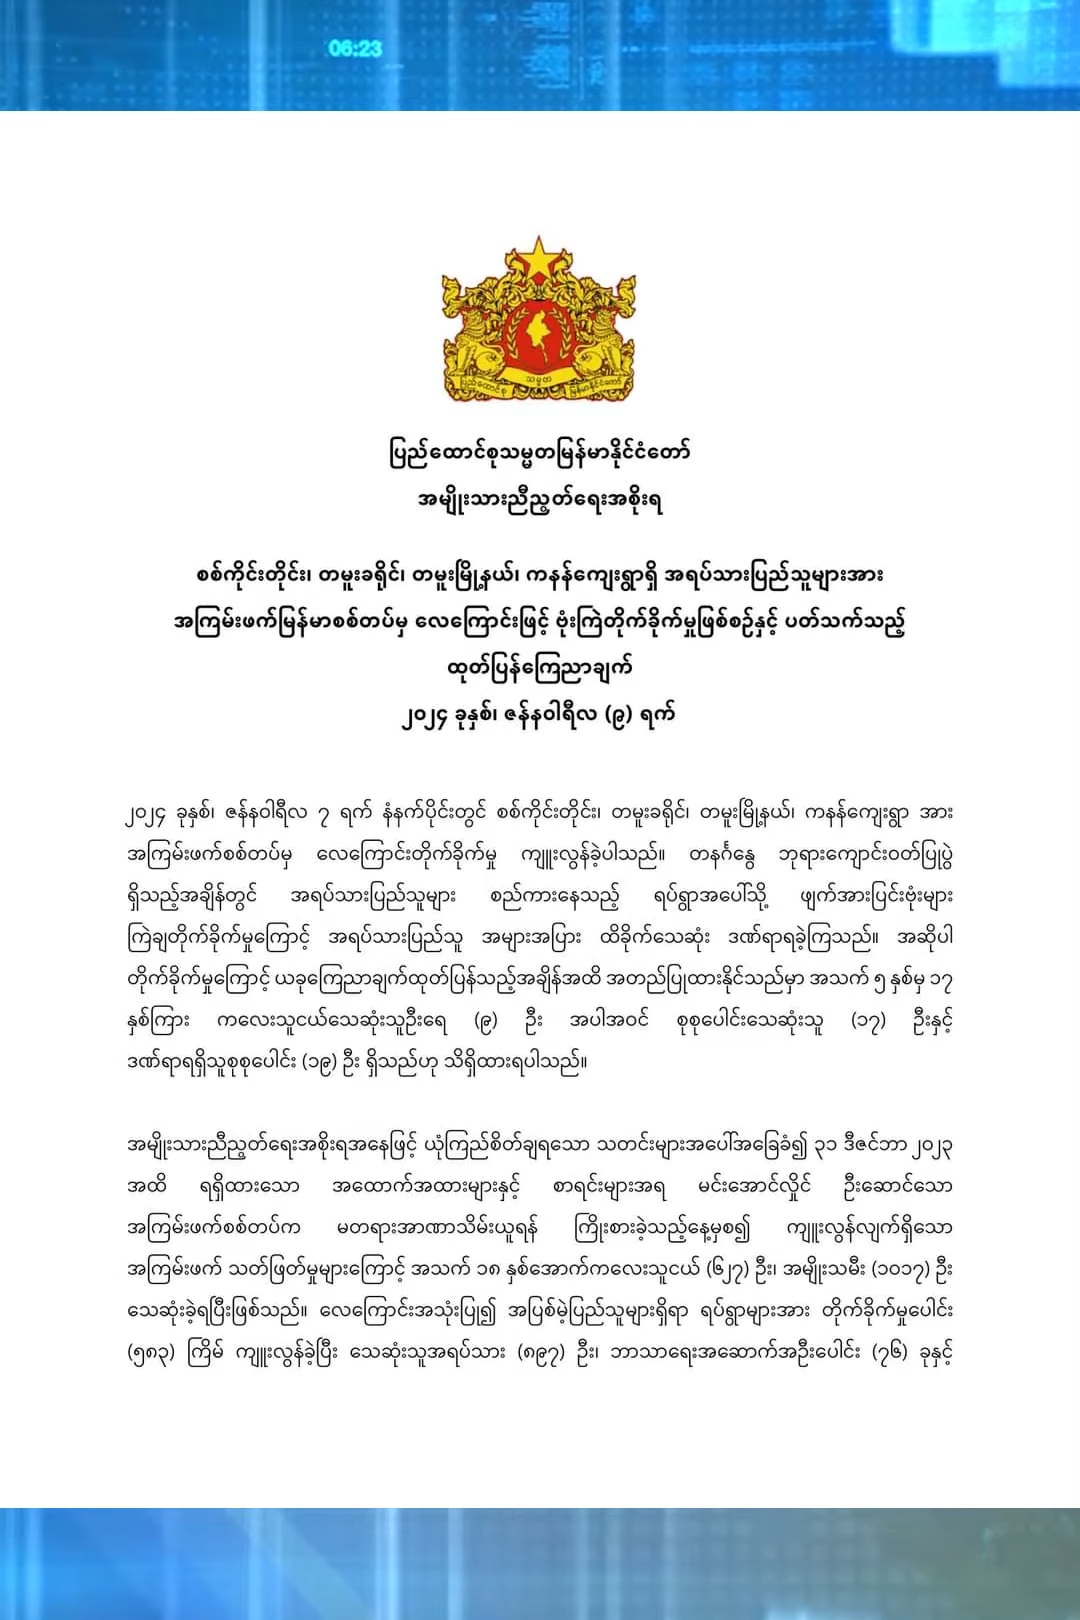 06:23
ပြည်ထောင်စု သမ္မတ မြန်မာနိုင်ငံတော်
ပြည်ထောင်စုသမ္မတမြန်မာနိုင်ငံတော်
အမျိုးသားညီညွတ်ရေးအစိုးရ
စစ်ကိုင်းတိုင်း၊ တမူးခရိုင်၊ တမူးမြို့နယ်၊ ကနန်ကျေးရွာရှိ အရပ်သားပြည်သူများအား
အကြမ်းဖက်မြန်မာစစ်တပ်မှ လေကြောင်းဖြင့် ဗုံးကြဲတိုက်ခိုက်မှုဖြစ်စဉ်နှင့် ပတ်သက်သည့်
ထုတ်ပြန်ကြေညာချက်
၂၀၂၄ ခုနှစ်၊ ဇန်နဝါရီလ (၉) ရက်
၂၀၂၄ ခုနှစ်၊ ဇန်နဝါရီလ ၇ ရက် နံနက်ပိုင်းတွင် စစ်ကိုင်းတိုင်း၊ တမူးခရိုင်၊ တမူးမြို့နယ်၊ ကနန်ကျေးရွာ အား
အကြမ်းဖက်စစ်တပ်မှ လေကြောင်းတိုက်ခိုက်မှု ကျူးလွန်ခဲ့ပါသည်။ တနင်္ဂနွေ ဘုရားကျောင်းဝတ်ပြုပွဲ
ရှိသည့်အချိန်တွင် အရပ်သားပြည်သူများ စည်ကားနေသည့် ရပ်ရွာအပေါ်သို့ ဖျက်အားပြင်းဗုံးများ
ကြဲချတိုက်ခိုက်မှုကြောင့် အရပ်သားပြည်သူ အများအပြား ထိခိုက်သေဆုံး ဒဏ်ရာရခဲ့ကြသည်။ အဆိုပါ
တိုက်ခိုက်မှုကြောင့် ယခုကြေညာချက်ထုတ်ပြန်သည့်အချိန်အထိ အတည်ပြုထားနိုင်သည်မှာ အသက် ၅ နှစ်မှ ၁၇
နှစ်ကြား ကလေးသူငယ်သေဆုံးသူဦးရေ (၉) ဦး အပါအဝင် စုစုပေါင်းသေဆုံးသူ (၁၇) ဦးနှင့်
ဒဏ်ရာရရှိသူစုစုပေါင်း (၁၉) ဦး ရှိသည်ဟု သိရှိထားရပါသည်။
အမျိုးသားညီညွတ်ရေးအစိုးရအနေဖြင့် ယုံကြည်စိတ်ချရသော သတင်းများအပေါ်အခြေခံ၍ ၃၁ ဒီဇင်ဘာ ၂၀၂၃
အထိ ရရှိထားသော အထောက်အထားများနှင့် စာရင်းများအရ မင်းအောင်လှိုင် ဦးဆောင်သော
အကြမ်းဖက်စစ်တပ်က မတရားအာဏာသိမ်းယူရန် ကြိုးစားခဲ့သည့်နေ့မှစ၍ ကျူးလွန်လျက်ရှိသော
အကြမ်းဖက် သတ်ဖြတ်မှုများကြောင့် အသက် ၁၈ နှစ်အောက်ကလေးသူငယ် (၆၂၇) ဦး၊ အမျိုးသမီး (၁၀၁၇) ဦး
သေဆုံးခဲ့ရပြီးဖြစ်သည်။ လေကြောင်းအသုံးပြု၍ အပြစ်မဲ့ပြည်သူများရှိရာ ရပ်ရွာများအား တိုက်ခိုက်မှုပေါင်း
(၅၈၃) ကြိမ် ကျူးလွန်ခဲ့ပြီး သေဆုံးသူအရပ်သား (၈၉၇) ဦး၊ ဘာသာရေးအဆောက်အဦးပေါင်း (၇၆) ခုနှင့်